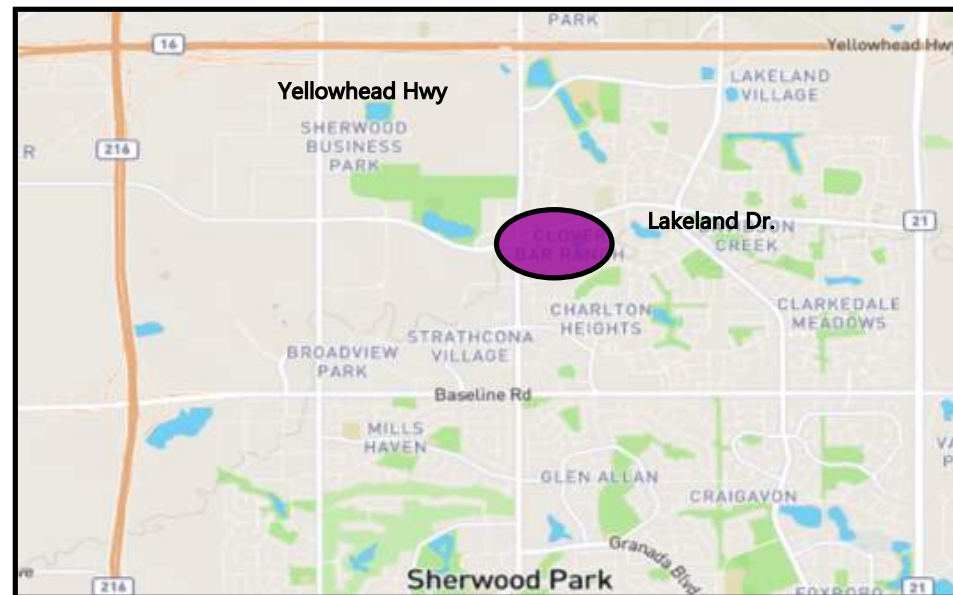 PARK
16
Yellowhead Hwy
LAKELAND
VILLAGE
Yellowhead Hwy
SHERWOOD
BUSINESS
PARK
216
R
Lakeland Dr.
21
CREEK
CLOVER
BAR RANCH
CHARLTON
HEIGHTS
CLARKEDALE
MEADOWS
STRATHCONA
VILLAGE
BROADVIEW
PARK
Baseline Rd
MILLS
HAVEN
VA
P
GLEN ALLAN
CRAIGAVON
Granada Blvd
Sherwood Park
216
21
FOXBORO